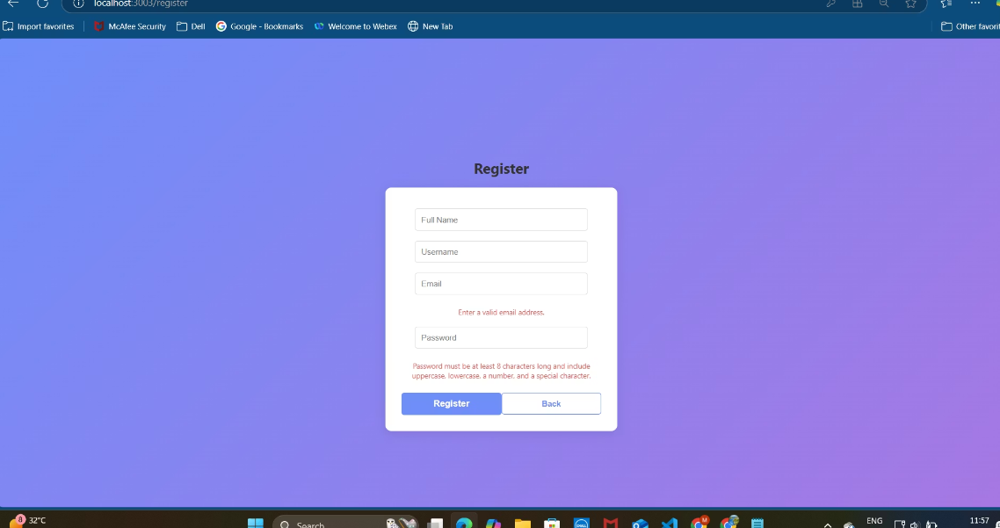 localhost:3003/register
Import favorites
McAfee Security
Dell
Google - Bookmarks
Welcome to Webex
New Tab
Register
Full Name
Username
Email
Enter a valid email address.
Password
Password must be at least 8 characters long and include
uppercase, lowercase, a number, and a special character.
Register
Back
8
32°C
Search
DELL
M
ENG
11:57